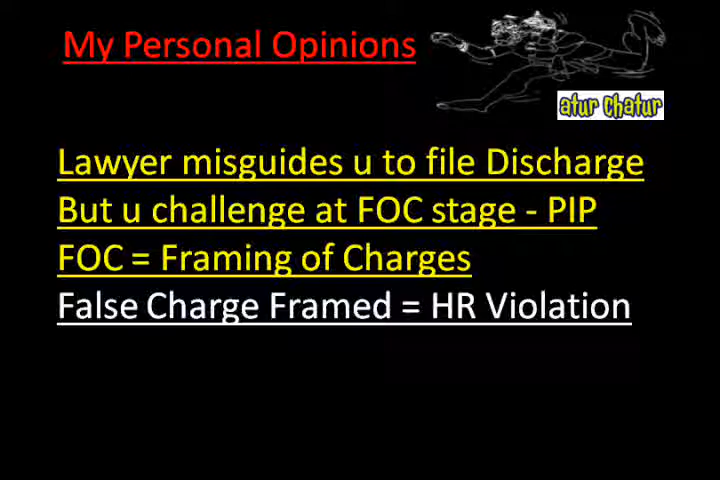 My Personal Opinions
atur chatur
Lawyer misguides u to file Discharge
But u challenge at FOC stage - PIP
FOC = Framing of Charges
False Charge Framed = HR Violation